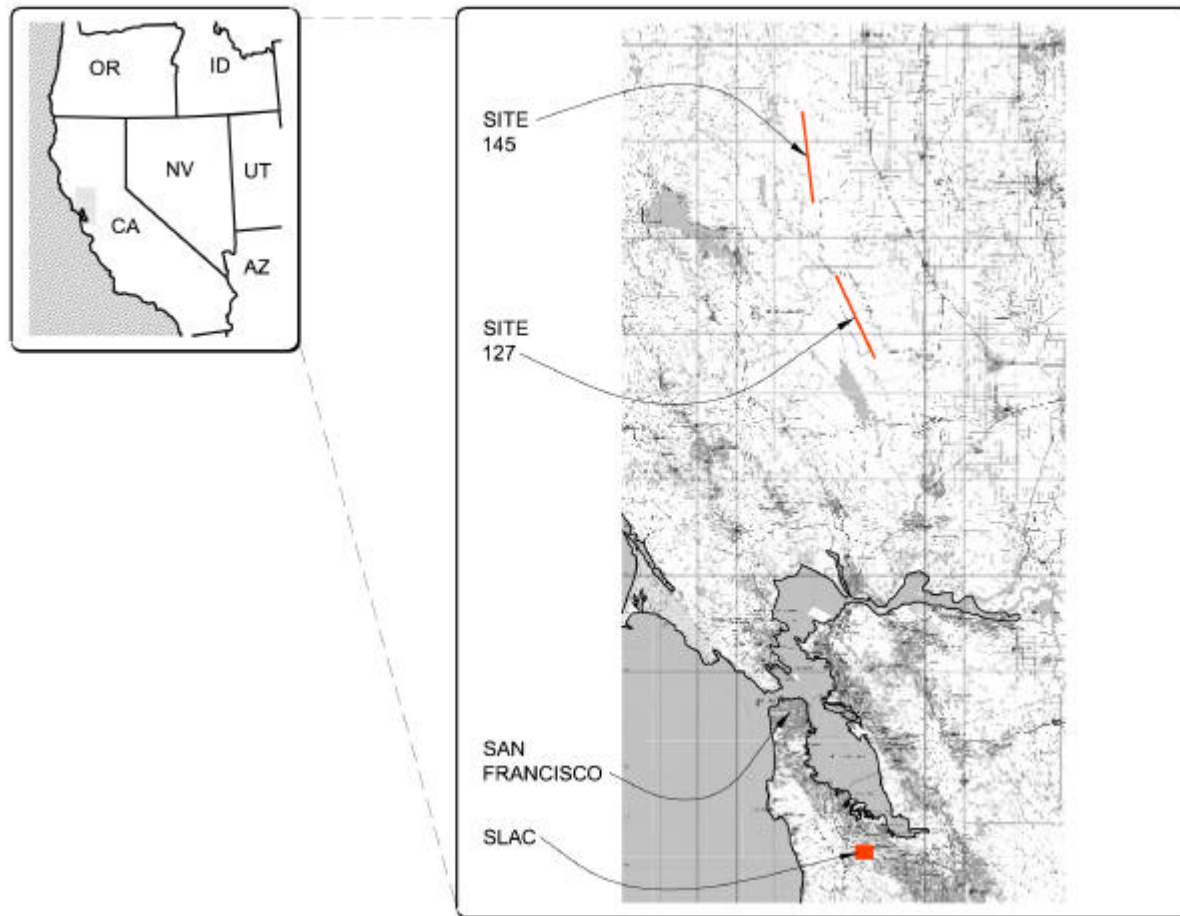 OR
ID
NV
UT
CA
AZ
SITE
145
SITE
127
SAN
FRANCISCO
SLAC